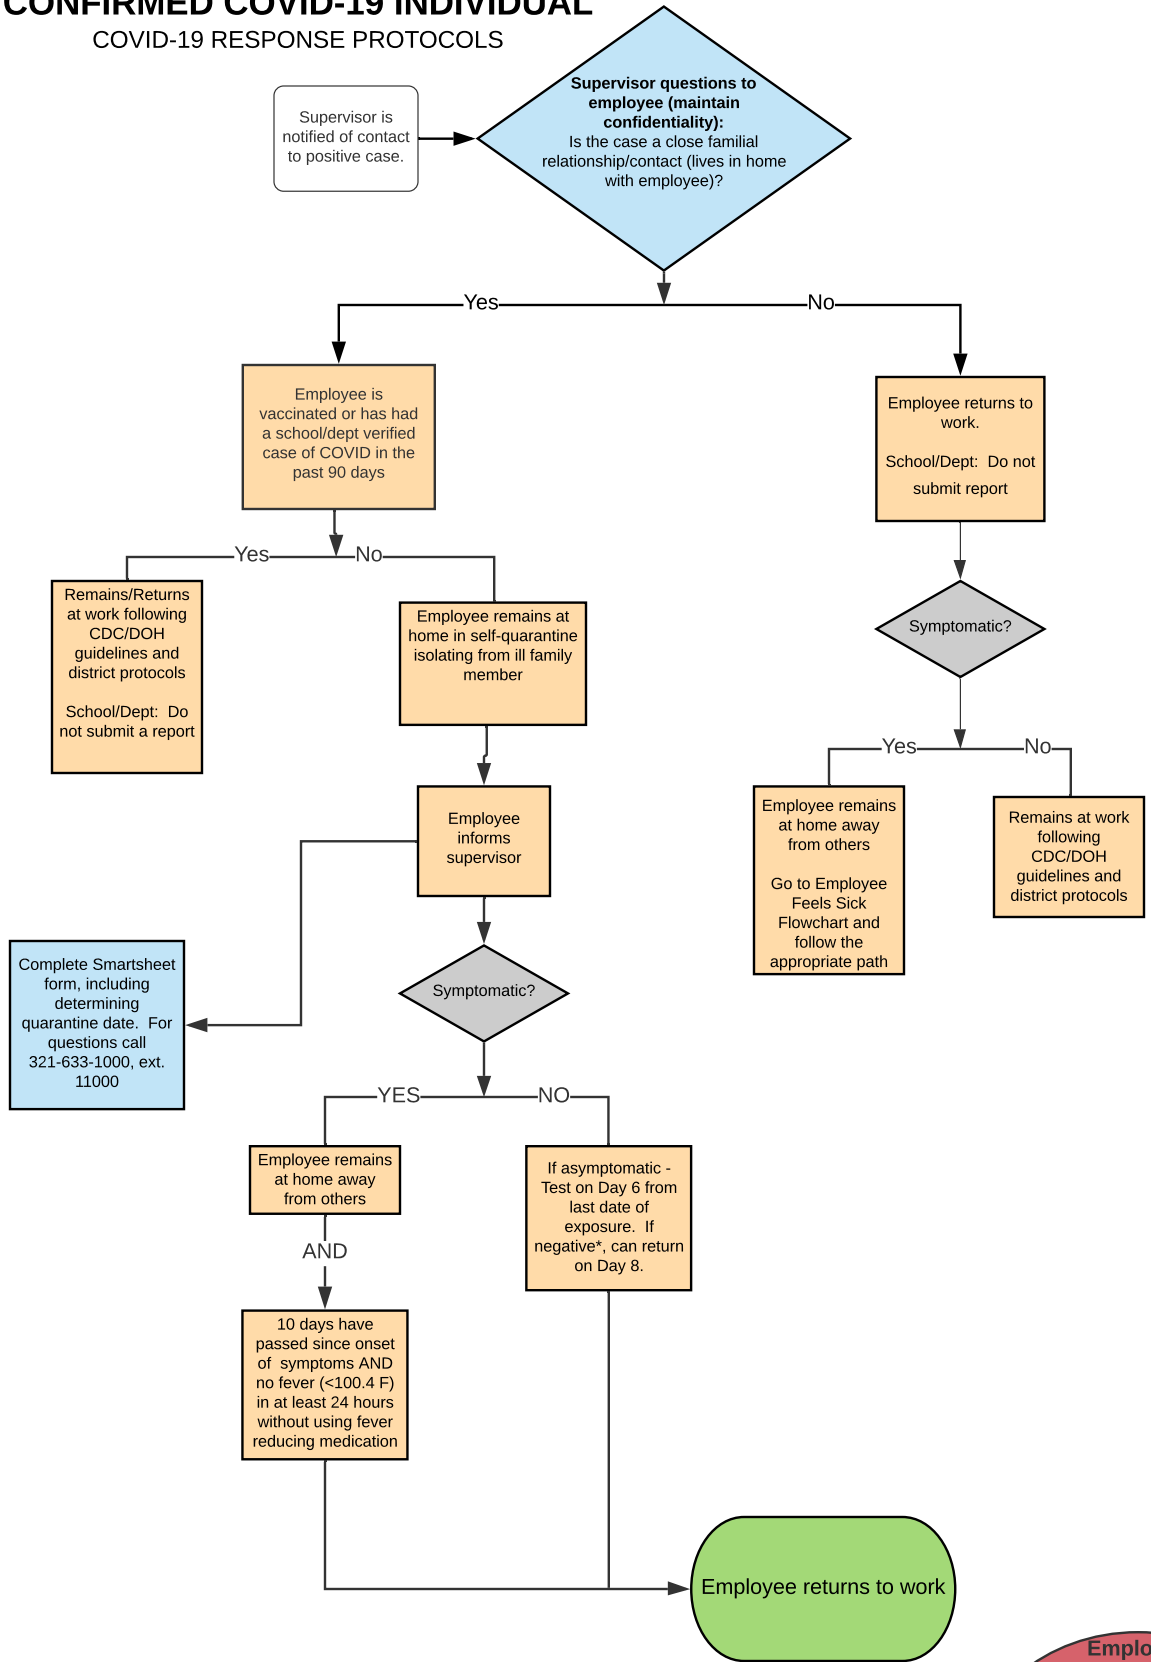 CONFIRMED COVID-19 INDIVIDUAL
COVID-19 RESPONSE PROTOCOLS
Supervisor is
notified of contact
to positive case.
Supervisor questions to
employee (maintain
confidentiality):
Is the case a close familial
relationship/contact (lives in home
with employee)?
Yes
No
Employee is
vaccinated or has had
a school/dept verified
case of COVID in the
past 90 days
Employee returns to
work.
School/Dept:  Do not
submit report
Yes
No
Remains/Returns
at work following
CDC/DOH
guidelines and
district protocols
School/Dept:  Do
not submit a report
Employee remains at
home in self-quarantine
isolating from ill family
member
Symptomatic?
Yes
No
Employee remains
at home away
from others
Go to Employee
Feels Sick
Flowchart and
follow the
appropriate path
Remains at work
following
CDC/DOH
guidelines and
district protocols
Employee
informs
supervisor
Complete Smartsheet
form, including
determining
quarantine date.  For
questions call
321-633-1000, ext.
11000
Symptomatic?
YES
NO
Employee remains
at home away
from others
AND
10 days have
passed since onset
of  symptoms AND
no fever (<100.4 F)
in at least 24 hours
without using fever
reducing medication
If asymptomatic -
Test on Day 6 from
last date of
exposure.  If
negative*, can return
on Day 8.
Employee returns to work
Emplo